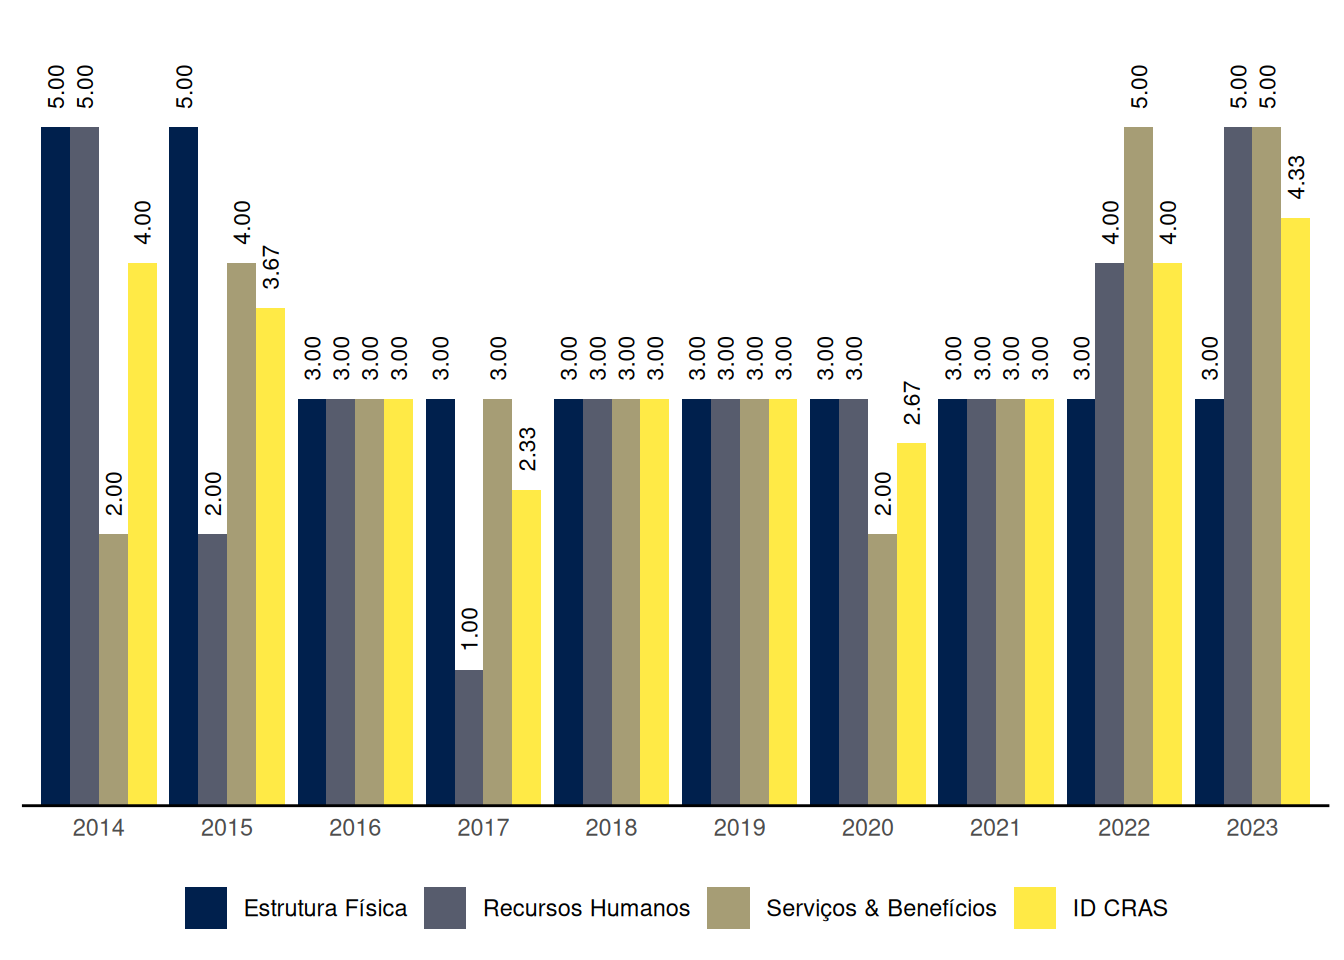 5.00 5.00 2.00 4.00
5.00 2.00 4.00 3.67
3.00 3.00 3.00 3.00
3.00 1.00 3.00 2.33
3.00 3.00 3.00 3.00
3.00 3.00 3.00 3.00
3.00 3.00 2.00 2.67
3.00 3.00 3.00 3.00
3.00 4.00 5.00 4.00
3.00 5.00 5.00 4.33
2014 2015 2016 2017 2018 2019 2020 2021 2022 2023
Estrutura Física Recursos Humanos Serviços & Benefícios ID CRAS